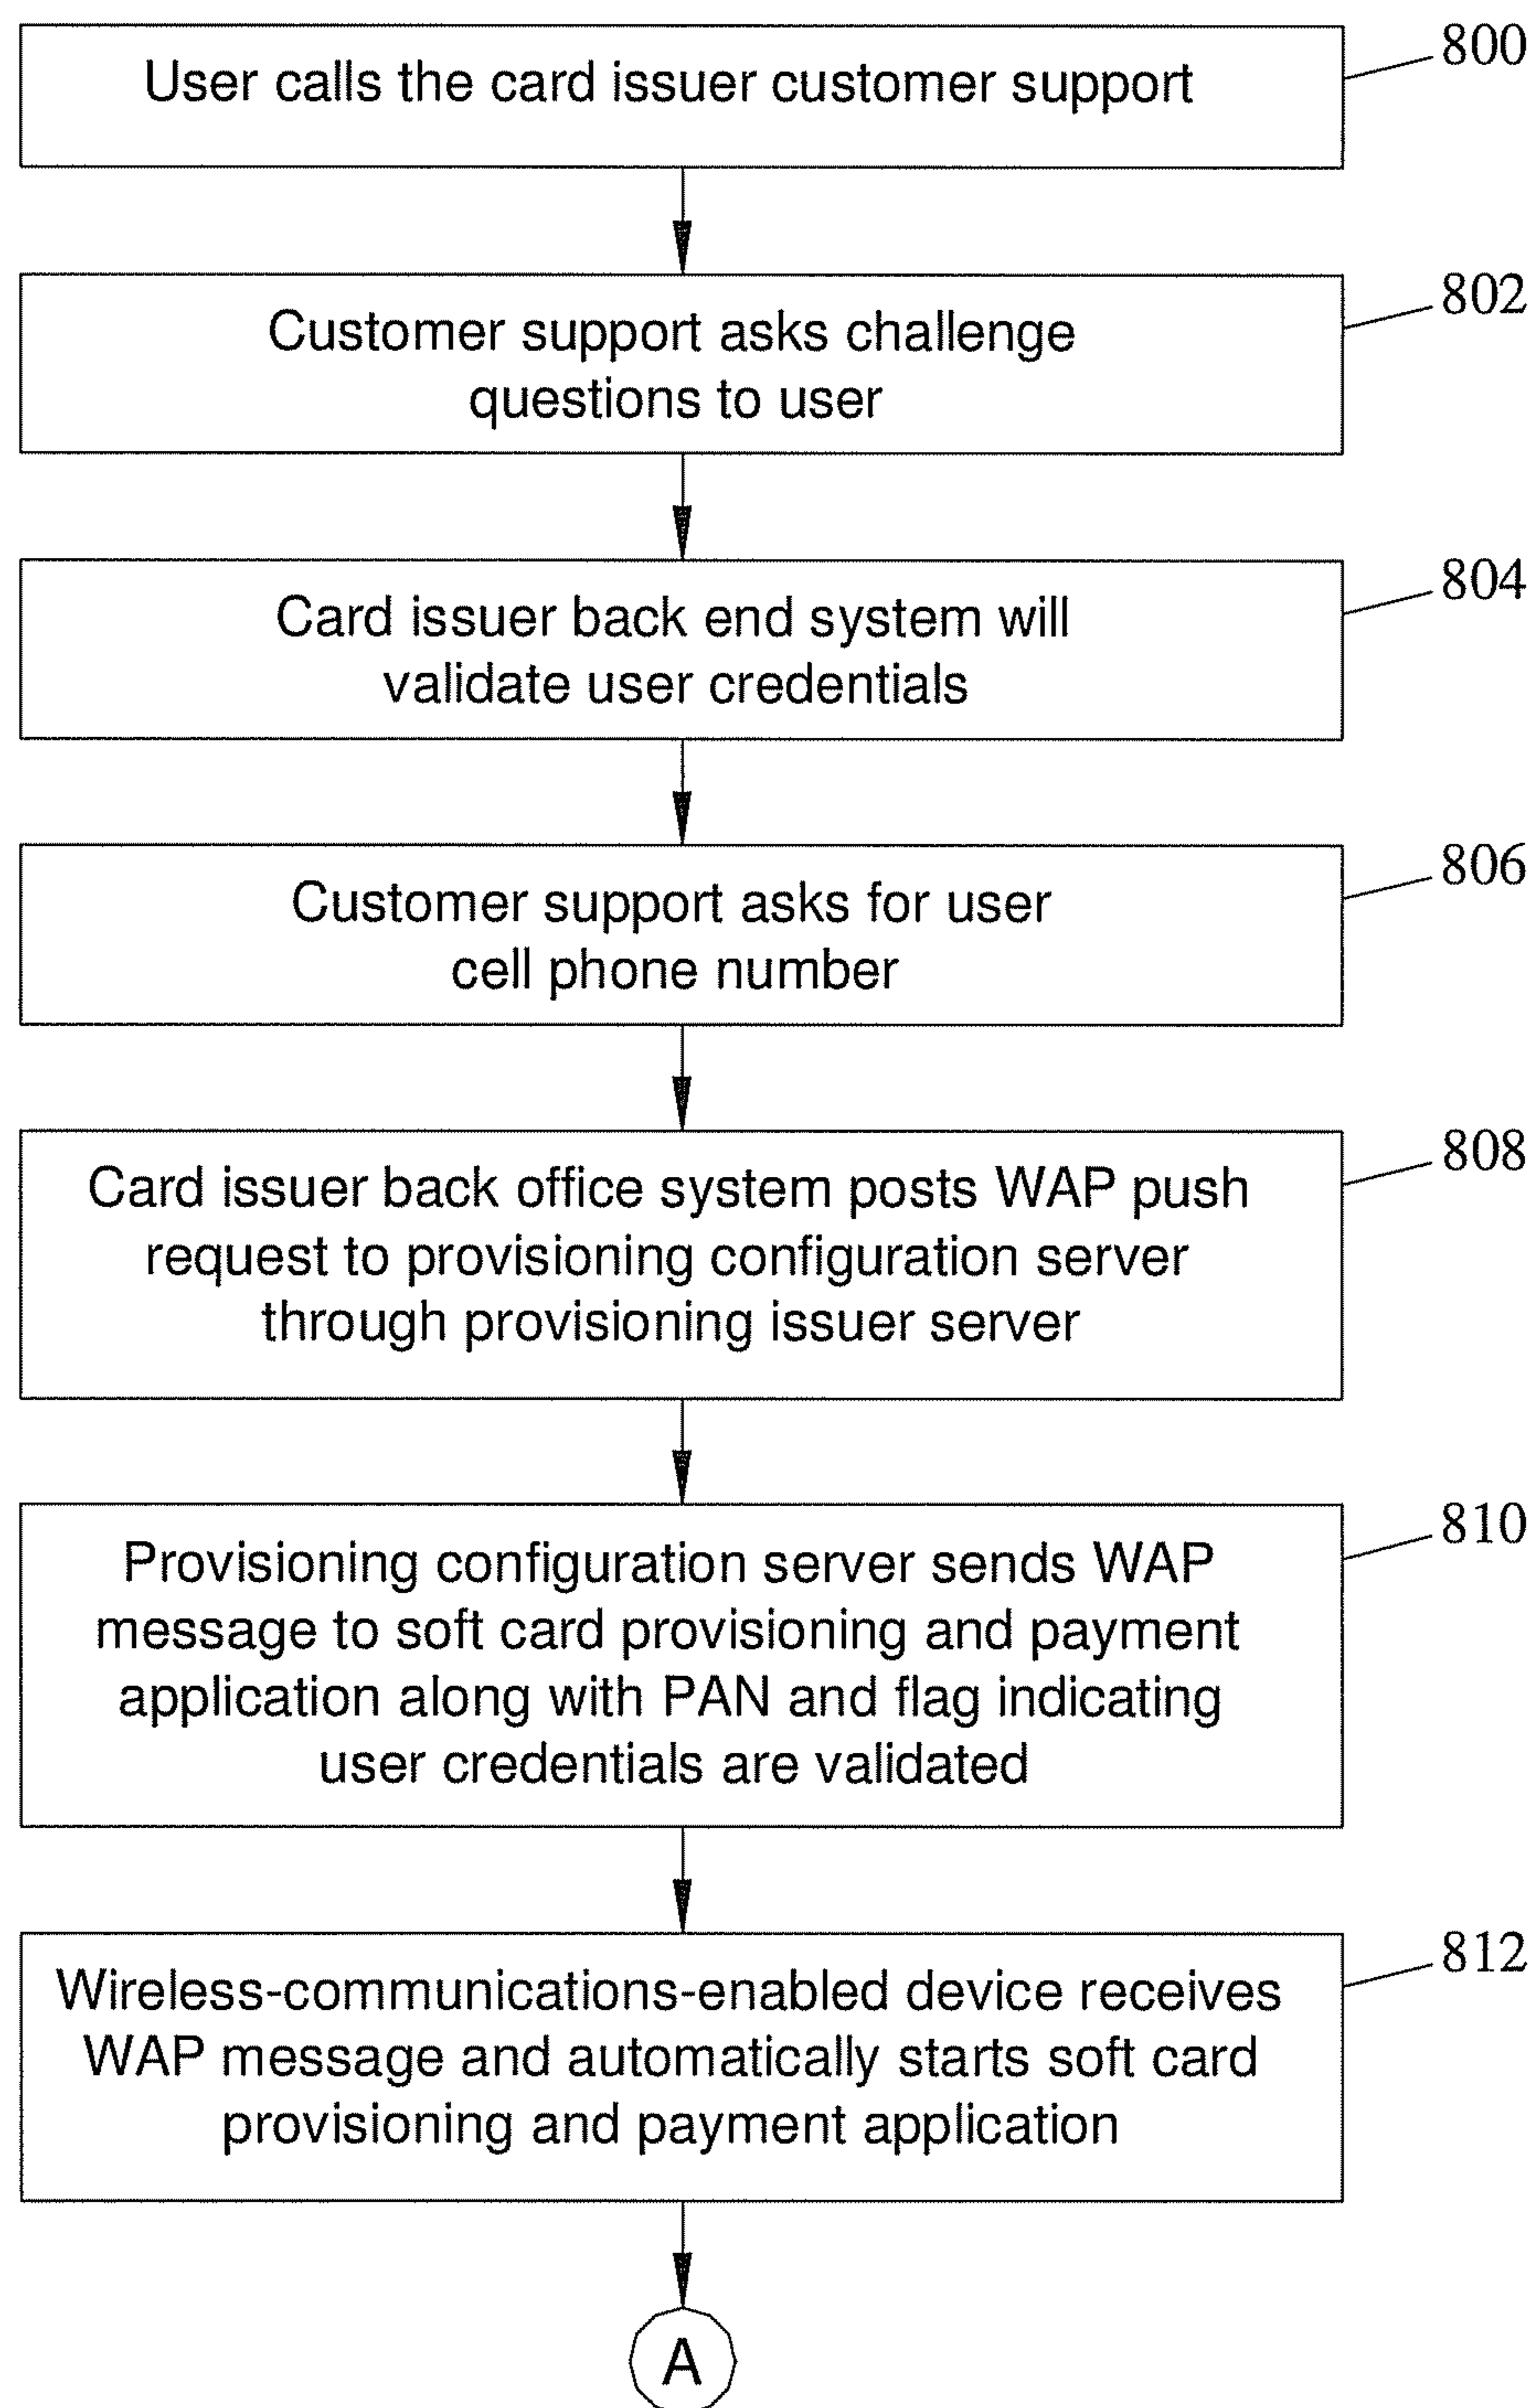 User calls the card issuer customer support
800
Customer support asks challenge
questions to user
802
Card issuer back end system will
validate user credentials
804
Customer support asks for user
cell phone number
806
Card issuer back office system posts WAP push
request to provisioning configuration server
through provisioning issuer server
808
Provisioning configuration server sends WAP
message to soft card provisioning and payment
application along with PAN and flag indicating
user credentials are validated
810
Wireless-communications-enabled device receives
WAP message and automatically starts soft card
provisioning and payment application
812
A